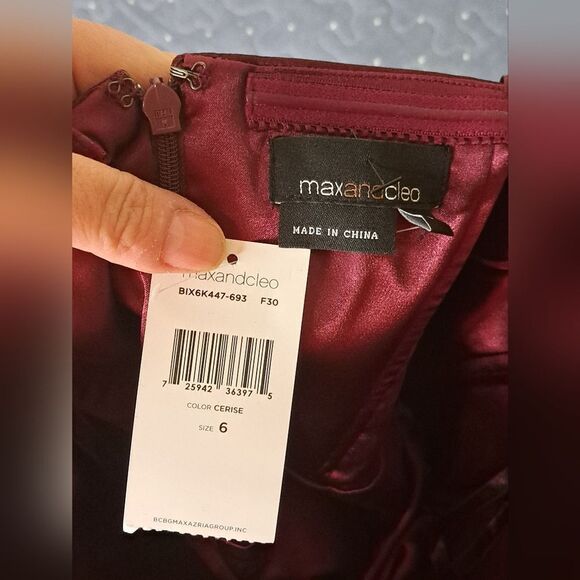 maxandcleo
MADE IN CHINA
maxandcleo
BIX6K447-693 F30
7 25942 36397 5
COLOR CERISE
SIZE 6
BCBGMAXAZRIAGROUP.INC